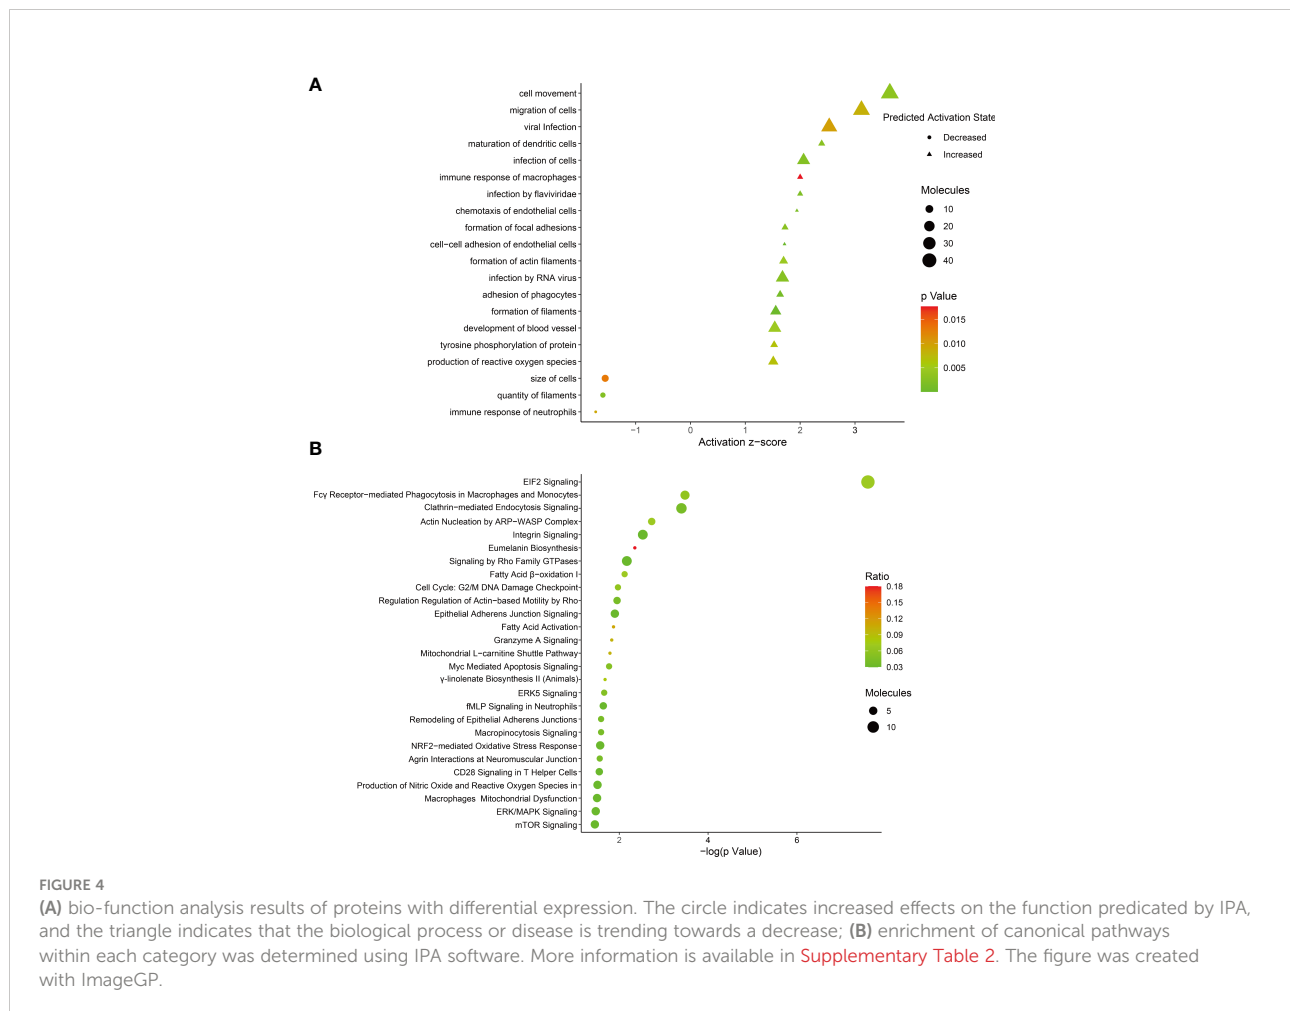 A
cell movement
migration of cells
viral Infection
maturation of dendritic cells
infection of cells
immune response of macrophages
infection by flaviviridae
chemotaxis of endothelial cells
formation of focal adhesions
cell−cell adhesion of endothelial cells
formation of actin filaments
infection by RNA virus
adhesion of phagocytes
formation of filaments
development of blood vessel
tyrosine phosphorylation of protein
production of reactive oxygen species
size of cells
quantity of filaments
immune response of neutrophils
−1 0 1 2 3
Activation z−score
Predicted Activation State
Decreased
Increased
Molecules
10
20
30
40
p Value
0.015
0.010
0.005
B
EIF2 Signaling
Fcγ Receptor−mediated Phagocytosis in Macrophages and Monocytes
Clathrin−mediated Endocytosis Signaling
Actin Nucleation by ARP−WASP Complex
Integrin Signaling
Eumelanin Biosynthesis
Signaling by Rho Family GTPases
Fatty Acid β−oxidation I
Cell Cycle: G2/M DNA Damage Checkpoint
Regulation Regulation of Actin−based Motility by Rho
Epithelial Adherens Junction Signaling
Fatty Acid Activation
Granzyme A Signaling
Mitochondrial L−carnitine Shuttle Pathway
Myc Mediated Apoptosis Signaling
γ−linolenate Biosynthesis II (Animals)
ERK5 Signaling
fMLP Signaling in Neutrophils
Remodeling of Epithelial Adherens Junctions
Macropinocytosis Signaling
NRF2−mediated Oxidative Stress Response
Agrin Interactions at Neuromuscular Junction
CD28 Signaling in T Helper Cells
Production of Nitric Oxide and Reactive Oxygen Species in
Macrophages Mitochondrial Dysfunction
ERK/MAPK Signaling
mTOR Signaling
2 4 6
−log(p Value)
Ratio
0.18
0.15
0.12
0.09
0.06
0.03
Molecules
5
10
FIGURE 4
(A) bio-function analysis results of proteins with differential expression. The circle indicates increased effects on the function predicated by IPA,
and the triangle indicates that the biological process or disease is trending towards a decrease; (B) enrichment of canonical pathways
within each category was determined using IPA software. More information is available in Supplementary Table 2. The figure was created
with ImageGP.